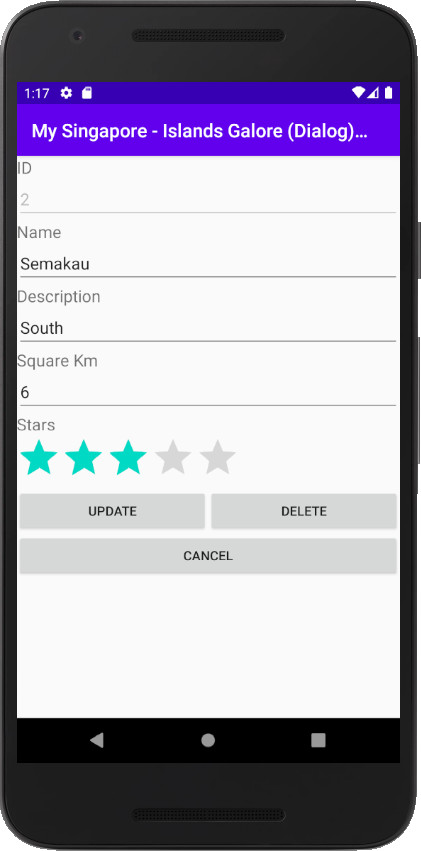 1:17
My Singapore - Islands Galore (Dialog)...
ID
2
Name
Semakau
Description
South
Square Km
6
Stars
UPDATE
DELETE
CANCEL